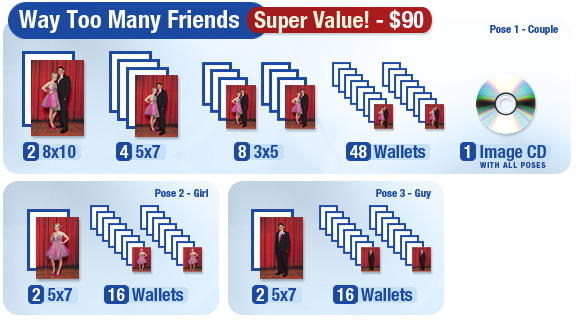 Way Too Many Friends Super Value! - $90
Pose 1 - Couple
2 8x10 4 5x7 8 3x5 48 Wallets 1 Image CD
WITH ALL POSES
Pose 2 - Girl
2 5x7 16 Wallets
Pose 3 - Guy
2 5x7 16 Wallets